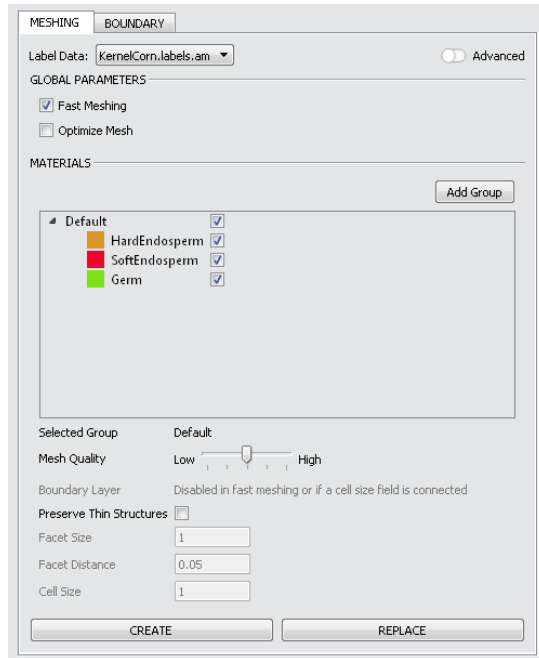 MESHING BOUNDARY
Label Data: KernelCorn.labels.am Advanced
GLOBAL PARAMETERS
Fast Meshing
Optimize Mesh
MATERIALS
Add Group
Default
HardEndosperm
SoftEndosperm
Germ
Selected Group Default
Mesh Quality Low High
Boundary Layer Disabled in fast meshing or if a cell size field is connected
Preserve Thin Structures
Facet Size 1
Facet Distance 0.05
Cell Size 1
CREATE REPLACE